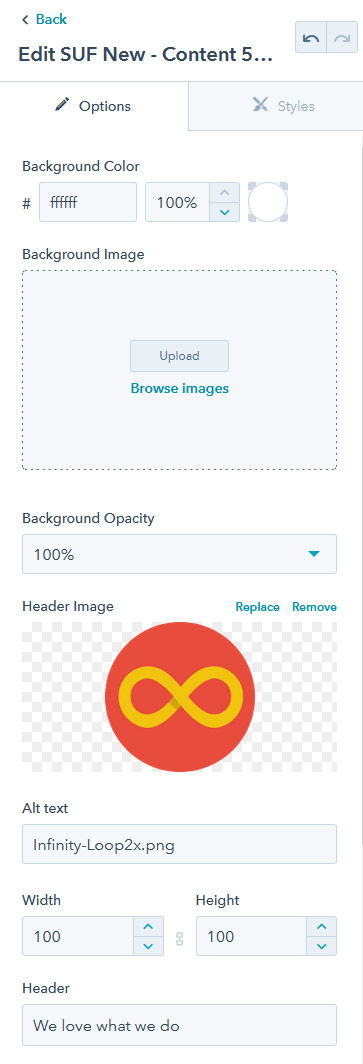 Back
Edit SUF New - Content 5...
Options
Styles
Background Color
# ffffff 100%
Background Image
Upload
Browse images
Background Opacity
100%
Header Image Replace Remove
Alt text
Infinity-Loop2x.png
Width Height
100 100
Header
We love what we do